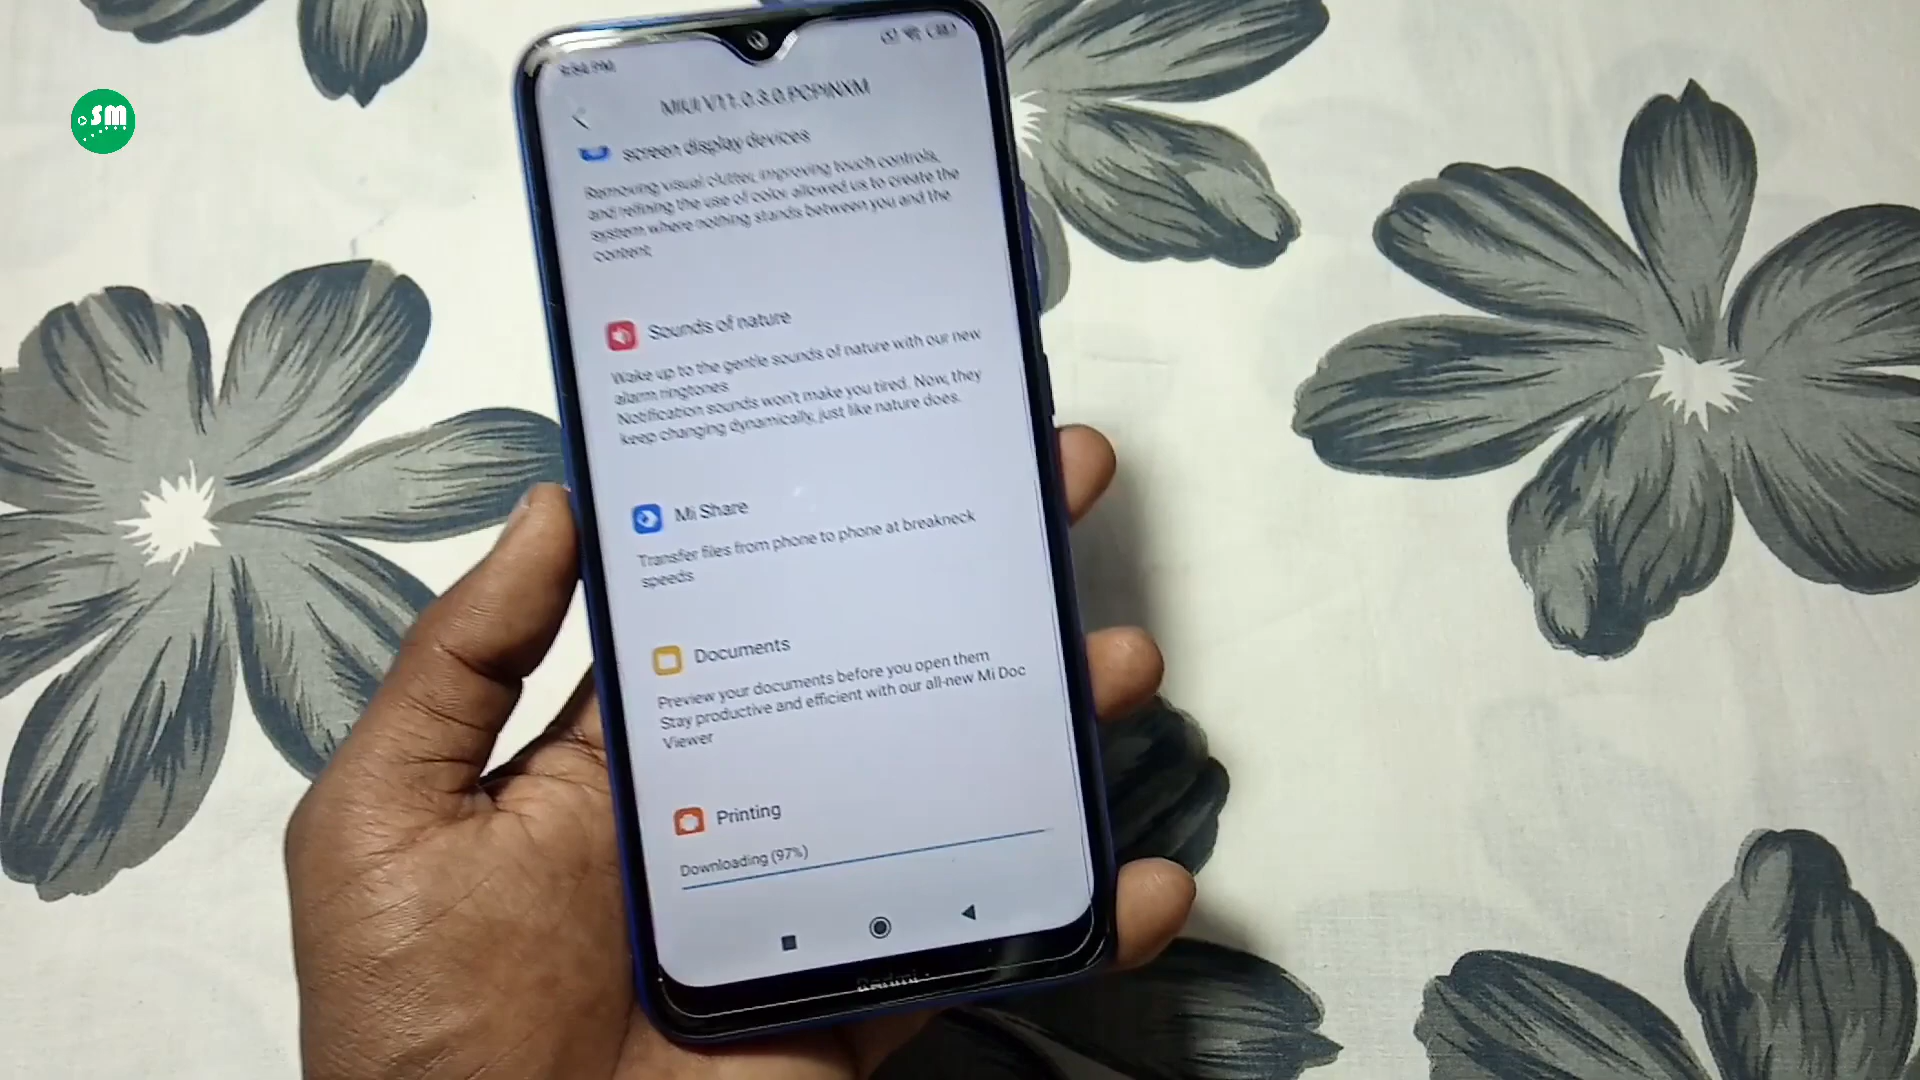 SM
9:54 PM
MIUI V11.0.3.0.PCPINXM
screen display devices
Removing visual clutter, improving touch controls,
and refining the use of color allowed us to create the
system where nothing stands between you and the
content
Sounds of nature
Wake up to the gentle sounds of nature with our new
alarm ringtones
Notification sounds won't make you tired. Now, they
keep changing dynamically, just like nature does.
Mi Share
Transfer files from phone to phone at breakneck
speeds
Documents
Preview your documents before you open them
Stay productive and efficient with our all-new Mi Doc
Viewer
Printing
Downloading (97%)
Redmi